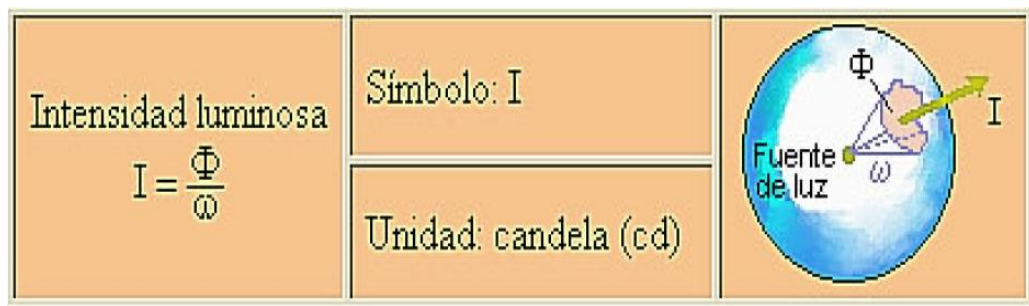 Intensidad luminosa
I = Φ/ω
Símbolo: I
Unidad: candela (cd)
Φ
I
Fuente
de luz
ω